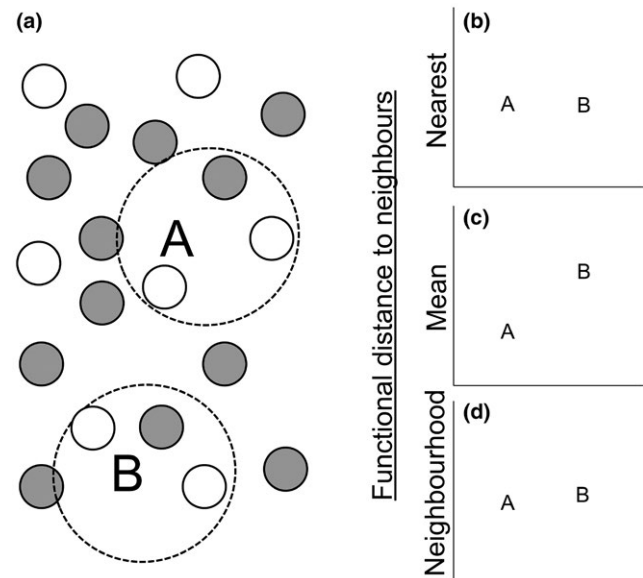 (a)
A
B
Functional distance to neighbours
(b)
Nearest
A B
(c)
Mean
B
A
(d)
Neighbourhood
A B